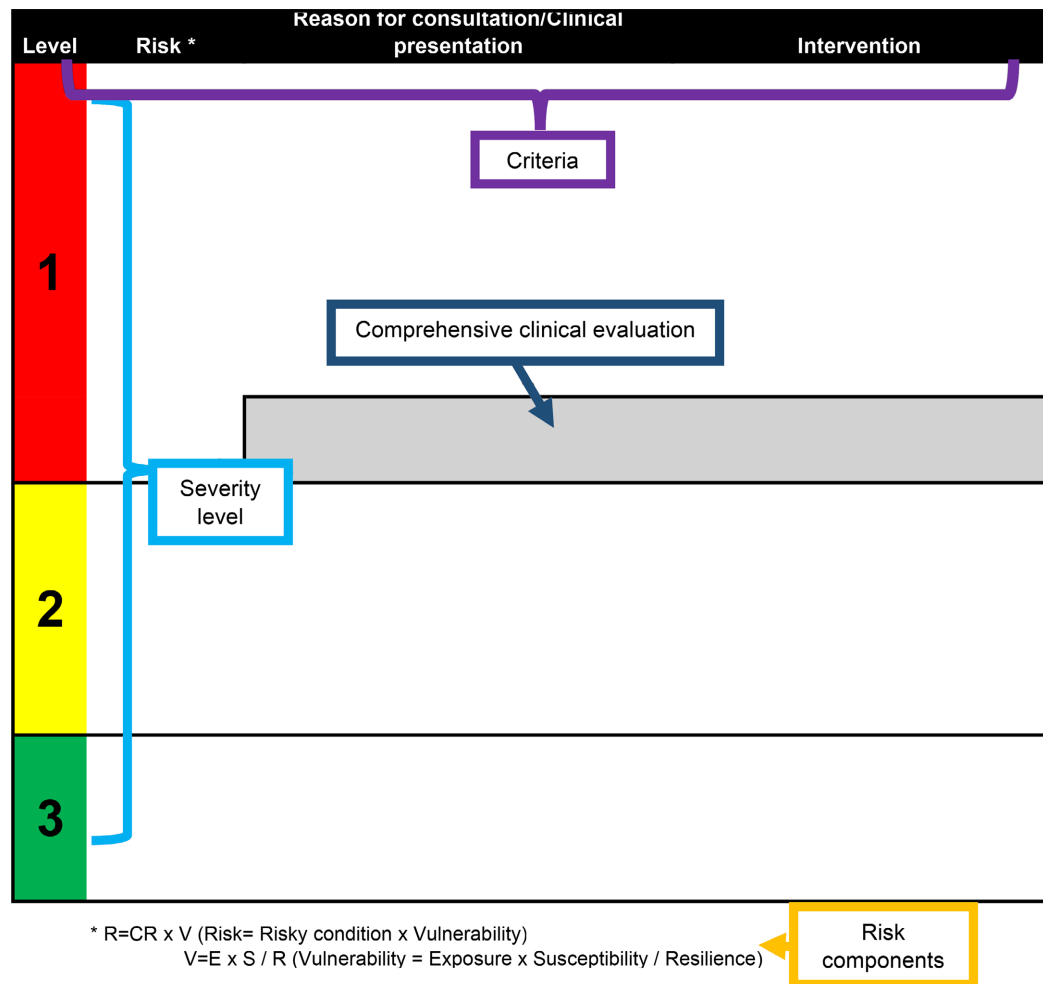 Reason for consultation/Clinical
Level Risk * presentation Intervention
Criteria
1
Comprehensive clinical evaluation
Severity
level
2
3
* R=CR x V (Risk= Risky condition x Vulnerability)
V=E x S / R (Vulnerability = Exposure x Susceptibility / Resilience)
Risk
components